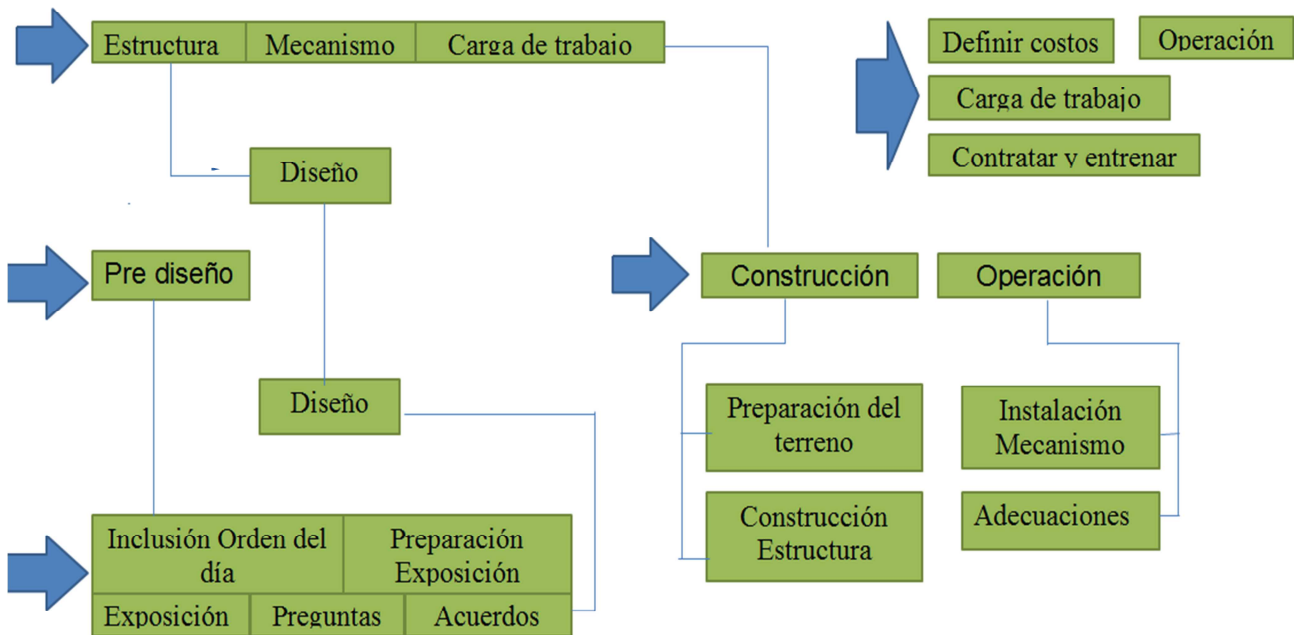 Estructura
Mecanismo
Carga de trabajo
Definir costos
Operación
Carga de trabajo
Contratar y entrenar
Diseño
Pre diseño
Construcción
Operación
Diseño
Preparación del
terreno
Instalación
Mecanismo
Construcción
Estructura
Adecuaciones
Inclusión Orden del
día
Preparación
Exposición
Exposición
Preguntas
Acuerdos